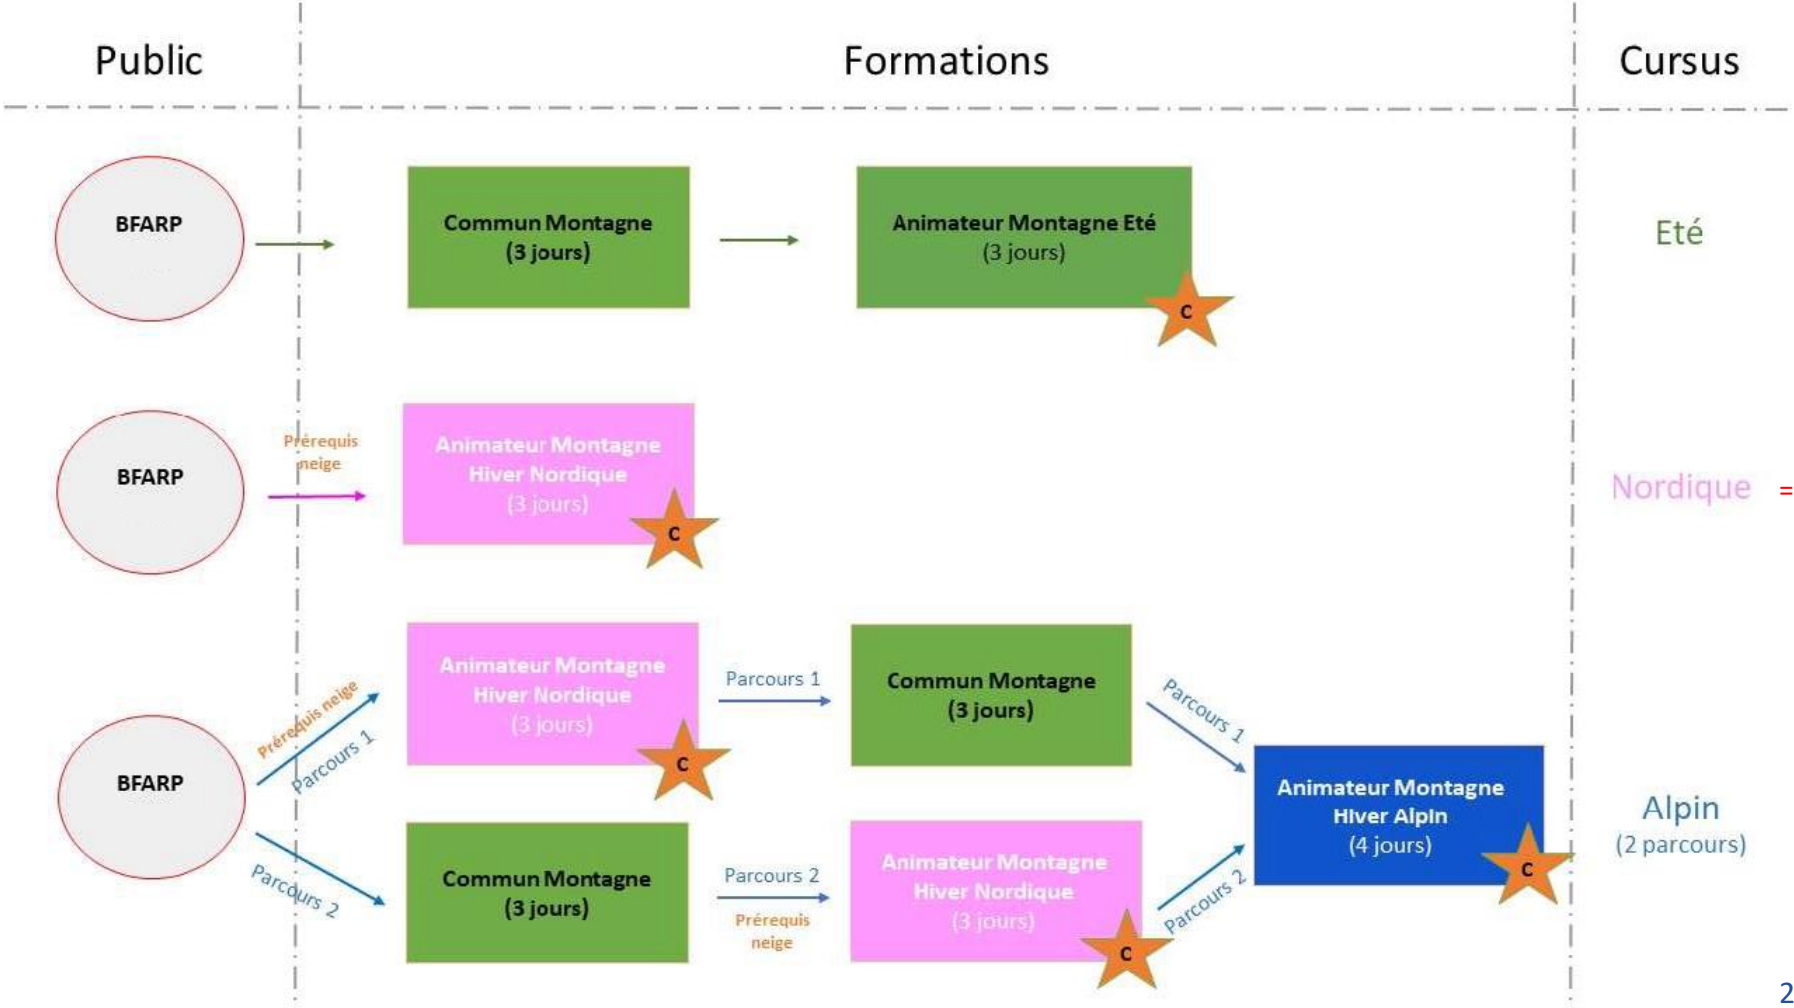 Public
Formations
Cursus
BFARP
Commun Montagne
(3 jours)
Animateur Montagne Eté
(3 jours)
C
Eté
BFARP
Prérequis
neige
Animateur Montagne
Hiver Nordique
(3 jours)
C
Nordique
=
BFARP
Prérequis neige
Parcours 1
Animateur Montagne
Hiver Nordique
(3 jours)
C
Parcours 1
Commun Montagne
(3 jours)
Parcours 1
Parcours 2
Commun Montagne
(3 jours)
Parcours 2
Prérequis
neige
Animateur Montagne
Hiver Nordique
(3 jours)
C
Parcours 2
Animateur Montagne
Hiver Alpin
(4 jours)
C
Alpin
(2 parcours)
2